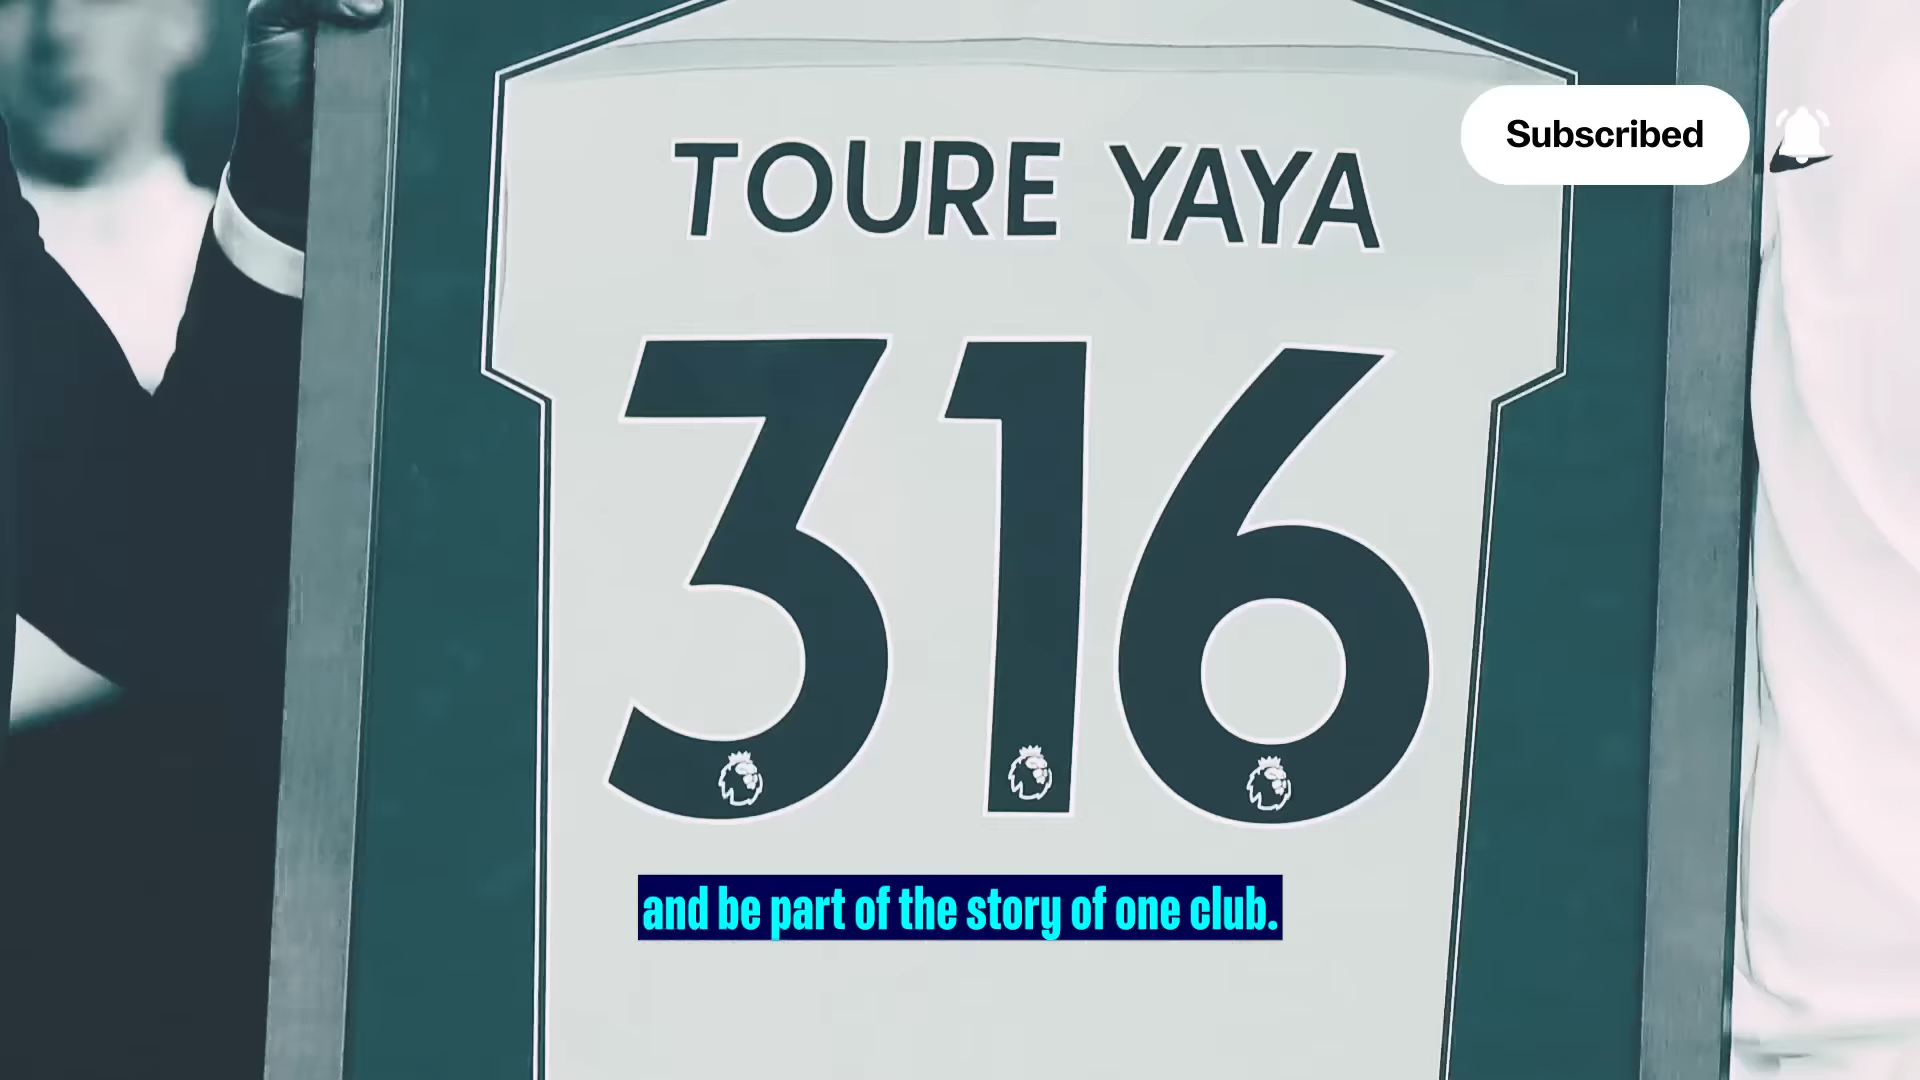 TOURE YAYA
Subscribed
316
and be part of the story of one club.